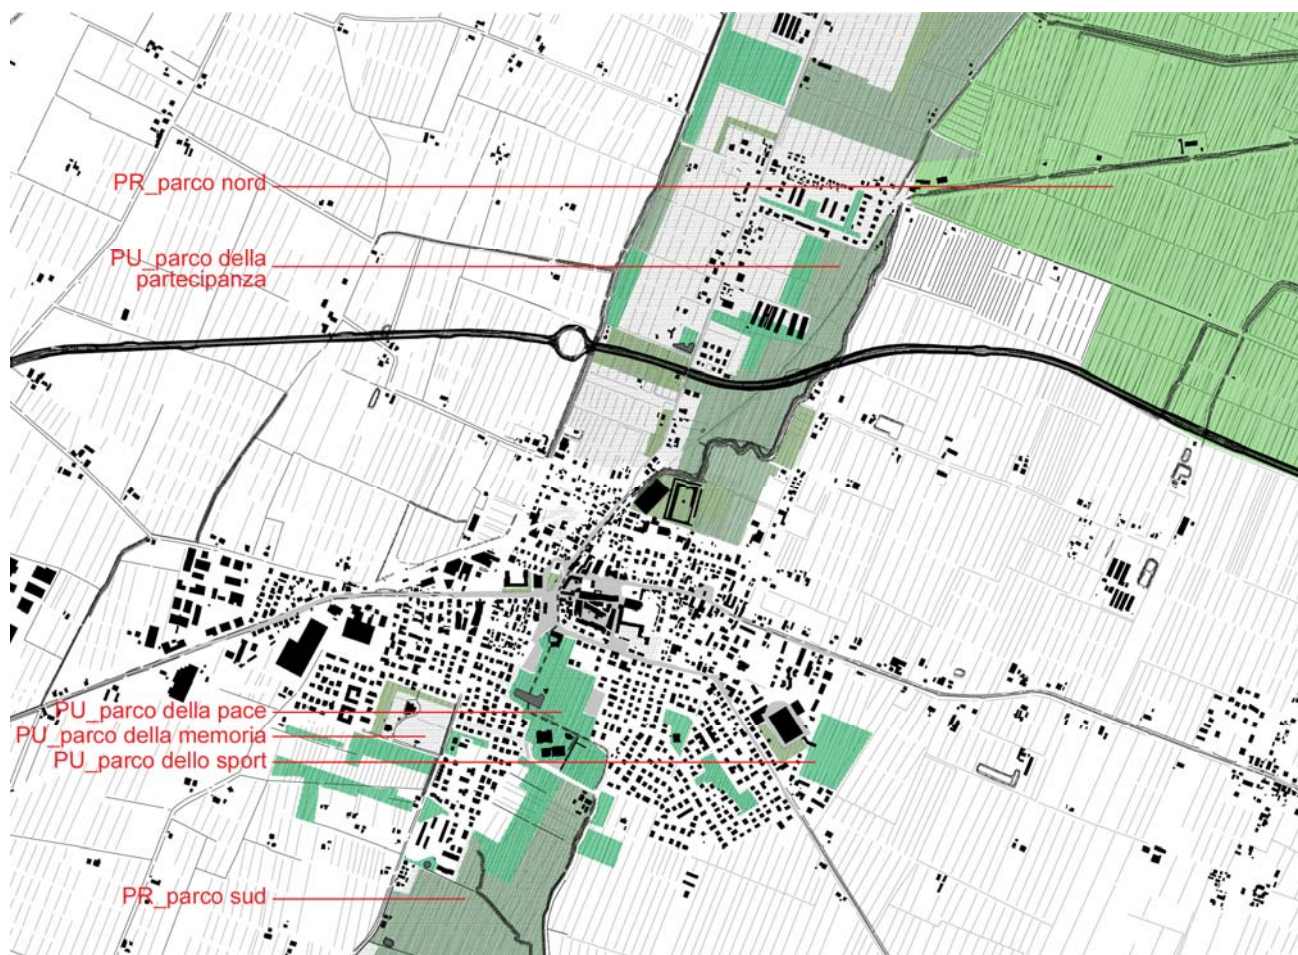 PR_parco nord
PU_parco della
partecipanza
PU_parco della pace
PU_parco della memoria
PU_parco dello sport
PR_parco sud